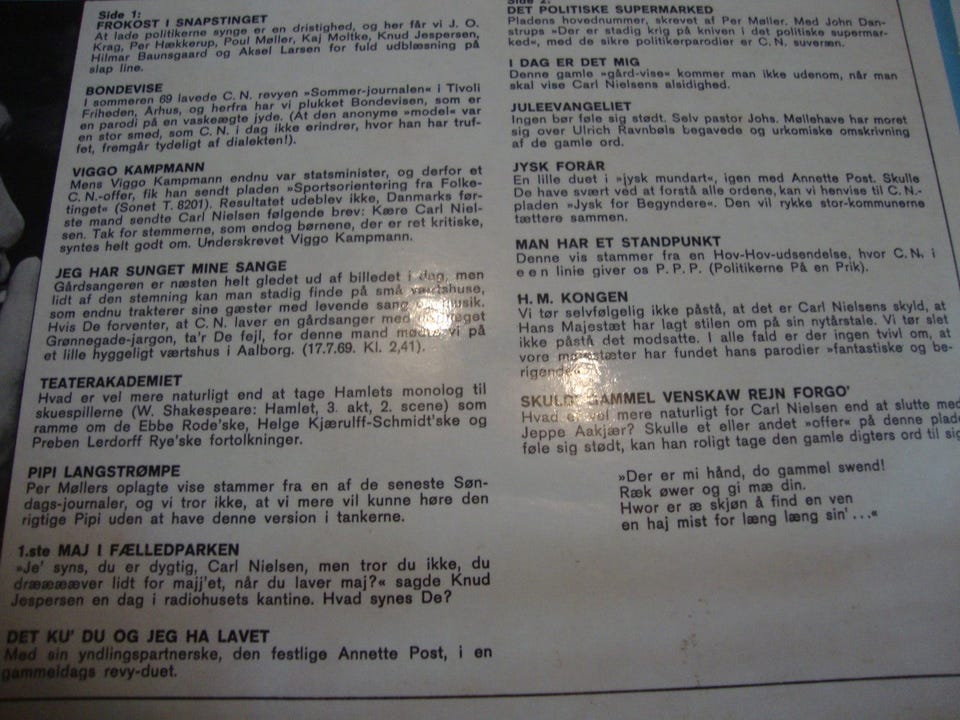 Side 1:
FROKOST I SNAPSTINGET
At lade politikerne synge er en dristighed, og her får vi J. O.
Krag, Per Hækkerup, Poul Møller, Kaj Moltke, Knud Jespersen,
Hilmar Baunsgaard og Aksel Larsen for fuld udblæsning på
slap line.
BONDEVISE
I sommeren 69 lavede C. N. revyen »Sommer-journalen« i Tivoli
Friheden, Århus, og herfra har vi plukket Bondevisen, som er
en parodi på en vaskeægte jyde. (At den anonyme »model« var
en stor smed, som C. N. i dag ikke erindrer, hvor han har truf-
fet, fremgår tydeligt af dialekten!).
VIGGO KAMPMANN
Mens Viggo Kampmann endnu var statsminister, og derfor et
C. N.-offer, fik han sendt pladen »Sportsorientering fra Folke-
tinget« (Sonet T. 8201). Resultatet udeblev ikke, Danmarks før-
ste mand sendte Carl Nielsen følgende brev: Kære Carl Niel-
sen. Tak for stemmerne, som endog børnene, der er ret kritiske,
syntes helt godt om. Underskrevet Viggo Kampmann.
JEG HAR SUNGET MINE SANGE
Gårdsangeren er næsten helt gledet ud af billedet i dag, men
lidt af den stemning kan man stadig finde på små værtshuse,
som endnu trakterer sine gæster med levende sang musik.
Hvis De forventer, at C. N. laver en gårdsanger med meget
Grønnegade-jargon, ta'r De fejl, for denne mand mødte vi på
et lille hyggeligt værtshus i Aalborg. (17.7.69. Kl. 2,41).
TEATERAKADEMIET
Hvad er vel mere naturligt end at tage Hamlets monolog til
skuespillerne (W. Shakespeare: Hamlet, 3. akt, 2. scene) som
ramme om de Ebbe Rode'ske, Helge Kjærulff-Schmidt'ske og
Preben Lerdorff Rye'ske fortolkninger.
PIPI LANGSTRØMPE
Per Møllers oplagte vise stammer fra en af de seneste Søn-
dags-journaler, og vi tror ikke, at vi mere vil kunne høre den
rigtige Pipi uden at have denne version i tankerne.
1.ste MAJ I FÆLLEDPARKEN
»Je' syns, du er dygtig, Carl Nielsen, men tror du ikke, du
dræææææver lidt for majj'et, når du laver maj?« sagde Knud
Jespersen en dag i radiohusets kantine. Hvad synes De?
DET KU' DU OG JEG HA LAVET
Med sin yndlingspartnerske, den festlige Annette Post, i en
gammeldags revy-duet.
Side 2:
DET POLITISKE SUPERMARKED
Pladens hovednummer, skrevet af Per Møller. Med John Dan-
strups »Der er stadig krig på kniven i det politiske supermar-
ked«, med de sikre politikerparodier er C. N. suveræn.
I DAG ER DET MIG
Denne gamle »gård-vise« kommer man ikke udenom, når man
skal vise Carl Nielsens alsidighed.
JULEEVANGELIET
Ingen bør føle sig stødt. Selv pastor Johs. Møllehave har moret
sig over Ulrich Ravnbøls begavede og urkomiske omskrivning
af de gamle ord.
JYSK FORÅR
En lille duet i »jysk mundart«, igen med Annette Post. Skulle
De have svært ved at forstå alle ordene, kan vi henvise til C. N.-
pladen »Jysk for Begyndere«. Den vil rykke stor-kommunerne
tættere sammen.
MAN HAR ET STANDPUNKT
Denne vis stammer fra en Hov-Hov-udsendelse, hvor C. N. i
e e n linie giver os P. P. P. (Politikerne På en Prik).
H. M. KONGEN
Vi tør selvfølgelig ikke påstå, at det er Carl Nielsens skyld, at
Hans Majestæt har lagt stilen om på sin nytårstale. Vi tør slet
ikke påstå det modsatte. I alle fald er der ingen tvivl om, at
vore majestæter har fundet hans parodier »fantastiske og be-
rigende«
SKULD' GAMMEL VENSKAW REJN FORGO'
Hvad er vel mere naturligt for Carl Nielsen end at slutte med
Jeppe Aakjær? Skulle et eller andet »offer« på denne plade
føle sig stødt, kan han roligt tage den gamle digters ord til sig
»Der er mi hånd, do gammel swend!
Ræk øwer og gi mæ din.
Hwor er æ skjøn å find en ven
en haj mist for læng læng sin'...«